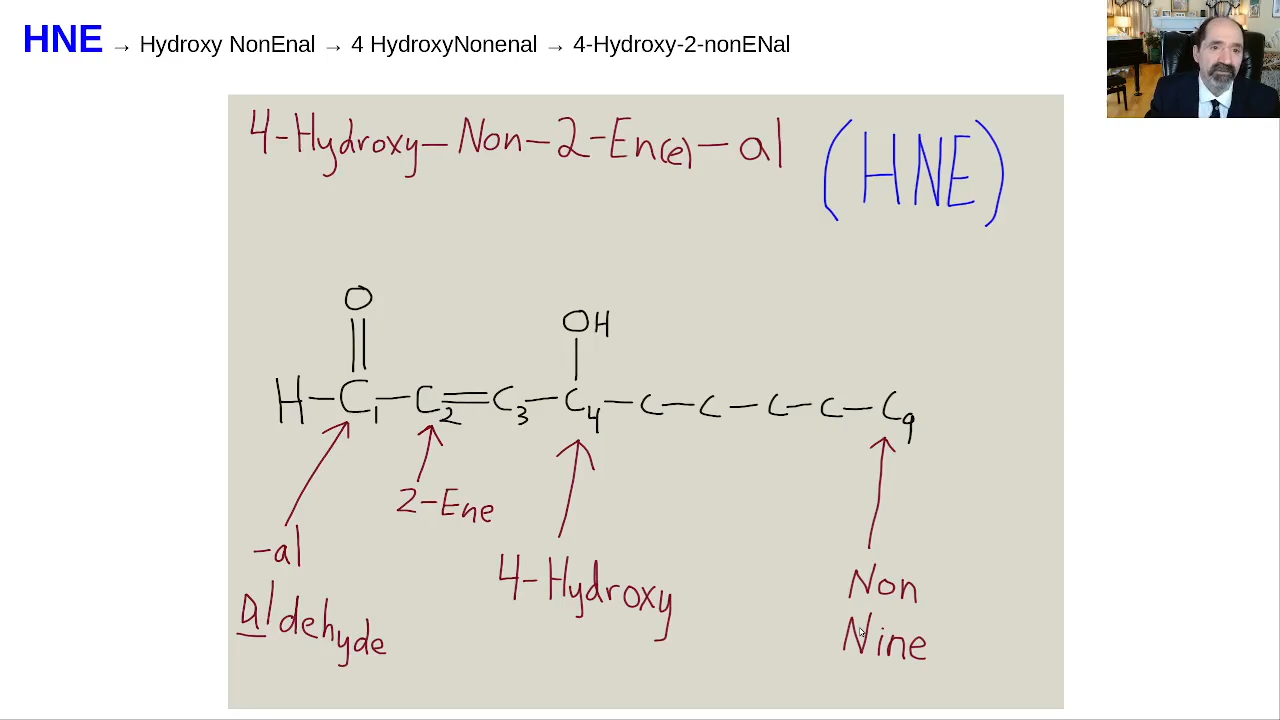 HNE → Hydroxy NonEnal → 4 HydroxyNonenal → 4-Hydroxy-2-nonENal
4-Hydroxy-Non-2-En(e)-al (HNE)
O
OH
H-C1-C2=C3-C4-C-C-C-C-C9
2-Ene
-al
4-Hydroxy
Non
aldehyde
Nine